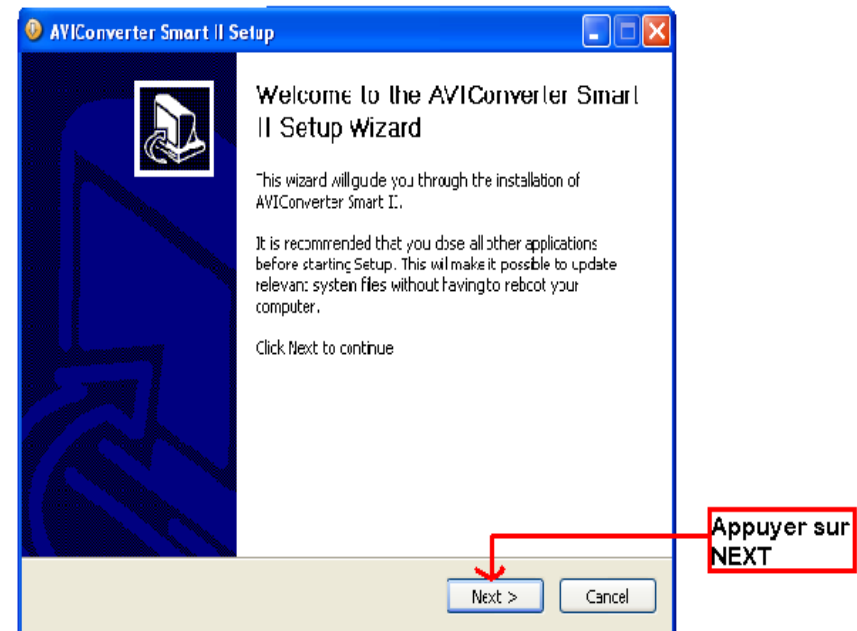 AVIConverter Smart II Setup
Welcome to the AVIConverter Smart
II Setup Wizard
This wizard will guide you through the installation of
AVIConverter Smart II.
It is recommended that you close all other applications
before starting Setup. This will make it possible to update
relevant system files without having to reboot your
computer.
Click Next to continue
Next >
Cancel
Appuyer sur
NEXT